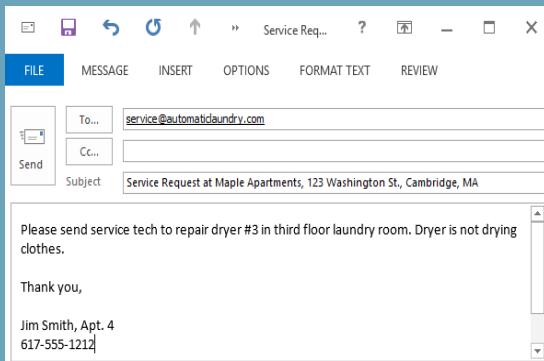 Service Req...
FILE MESSAGE INSERT OPTIONS FORMAT TEXT REVIEW
Send
To... service@automaticlaundry.com
Cc...
Subject Service Request at Maple Apartments, 123 Washington St., Cambridge, MA
Please send service tech to repair dryer #3 in third floor laundry room. Dryer is not drying
clothes.
Thank you,
Jim Smith, Apt. 4
617-555-1212